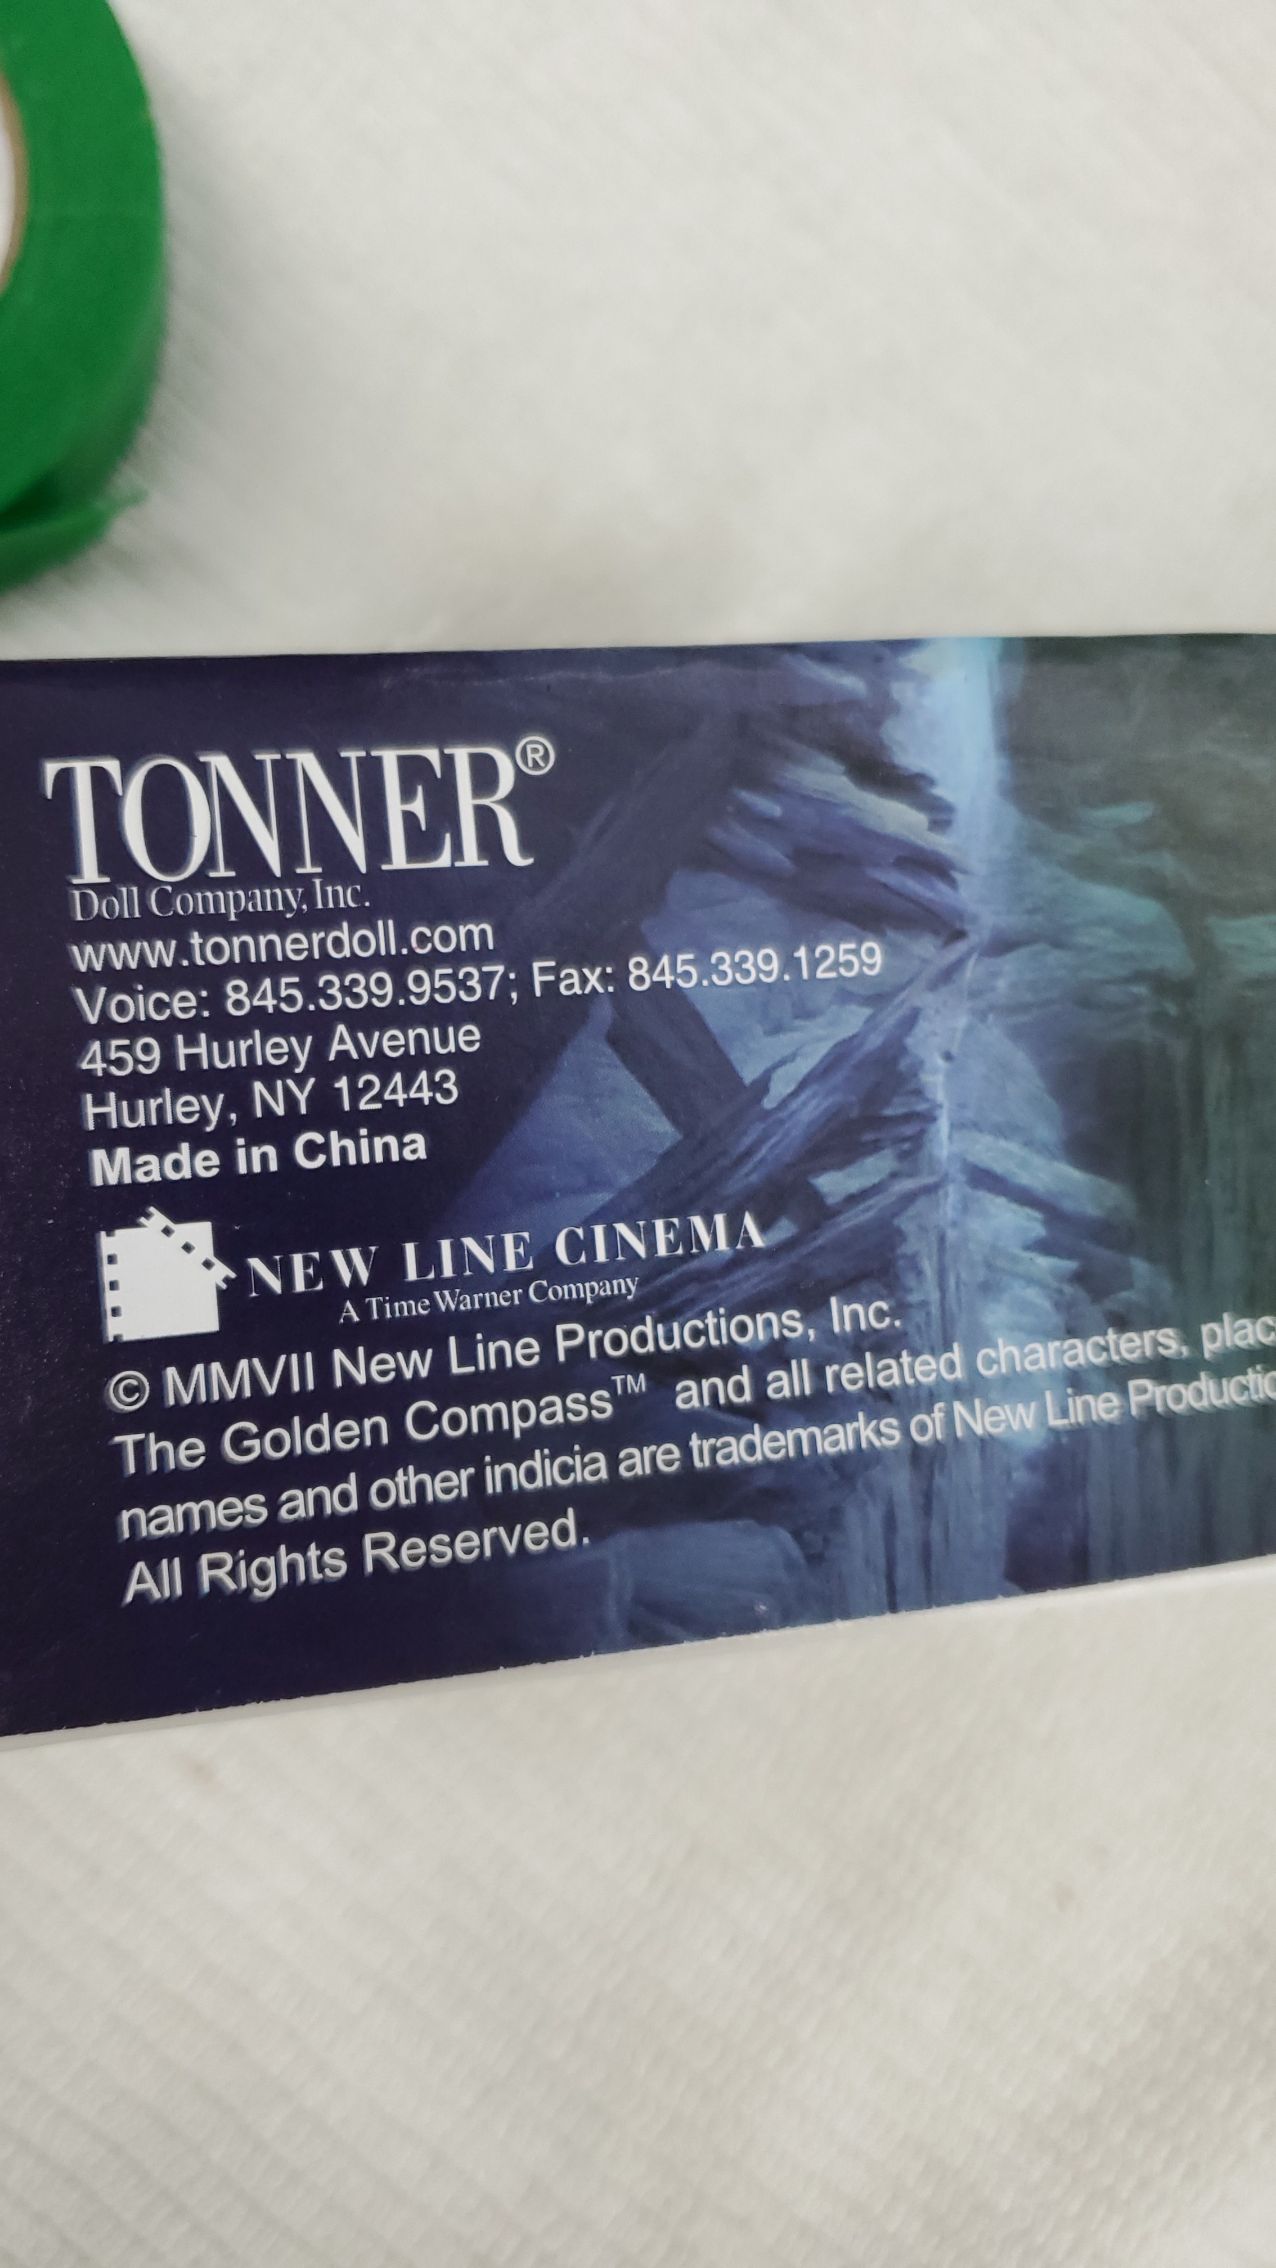 TONNER®
Doll Company, Inc.
www.tonnerdoll.com
Voice: 845.339.9537; Fax: 845.339.1259
459 Hurley Avenue
Hurley, NY 12443
Made in China
NEW LINE CINEMA
A Time Warner Company
© MMVII New Line Productions, Inc.
The Golden Compass™ and all related characters,
names and other indicia are trademarks of New Line
All Rights Reserved.